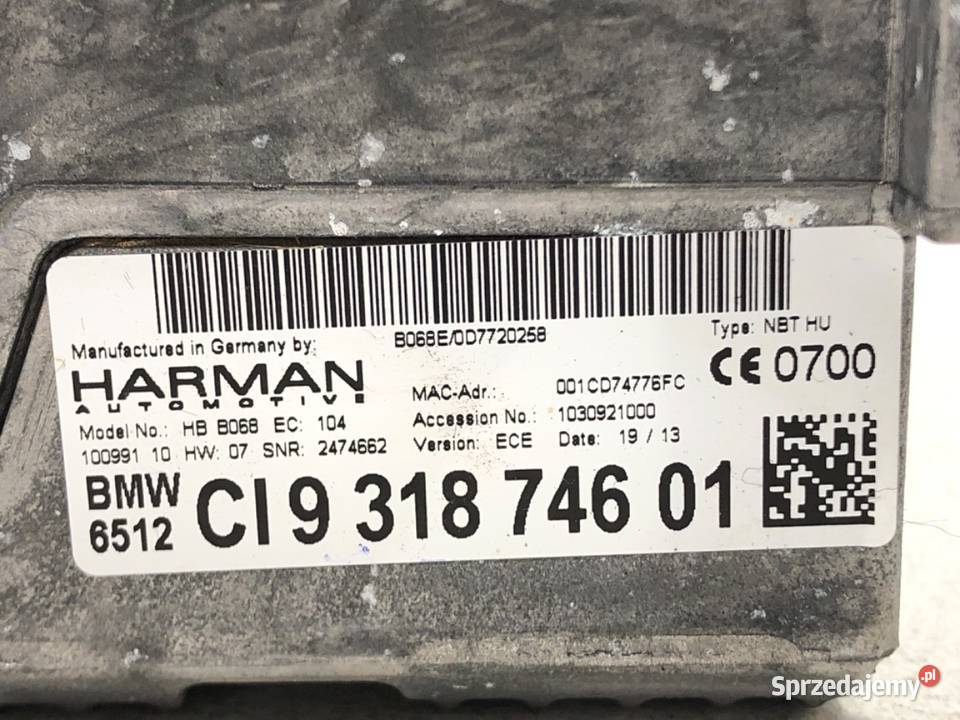 B068E/0D7720258
Type: NBT HU
Manufactured in Germany by:
HARMAN
AUTOMOTIVE
CE 0700
MAC-Adr.: 001CD74776FC
Accession No.: 1030921000
Model No.: HB B068 EC: 104
Version: ECE Date: 19 / 13
100991 10 HW: 07 SNR: 2474662
BMW
6512
CI 9 318 746 01
Sprzedajemy.pl